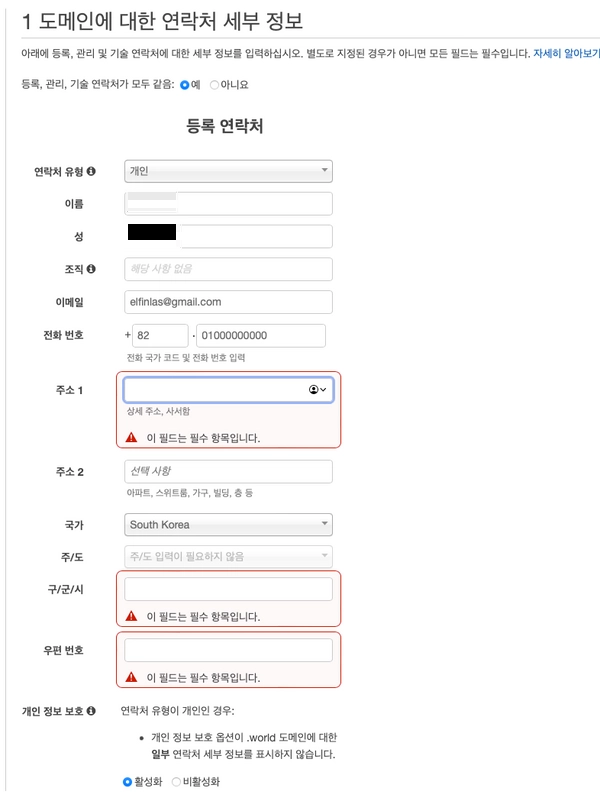 1 도메인에 대한 연락처 세부 정보
아래에 등록, 관리 및 기술 연락처에 대한 세부 정보를 입력하십시오. 별도로 지정된 경우가 아니면 모든 필드는 필수입니다. 자세히 알아보기
등록, 관리, 기술 연락처가 모두 같음: 예 아니요
등록 연락처
연락처 유형 개인
이름
성
조직 해당 사항 없음
이메일 elfinlas@gmail.com
전화 번호 + 82 · 01000000000
전화 국가 코드 및 전화 번호 입력
주소 1
상세 주소, 사서함
이 필드는 필수 항목입니다.
주소 2 선택 사항
아파트, 스위트룸, 가구, 빌딩, 층 등
국가 South Korea
주/도 주/도 입력이 필요하지 않음
구/군/시
이 필드는 필수 항목입니다.
우편 번호
이 필드는 필수 항목입니다.
개인 정보 보호 연락처 유형이 개인인 경우:
• 개인 정보 보호 옵션이 .world 도메인에 대한
일부 연락처 세부 정보를 표시하지 않습니다.
활성화 비활성화